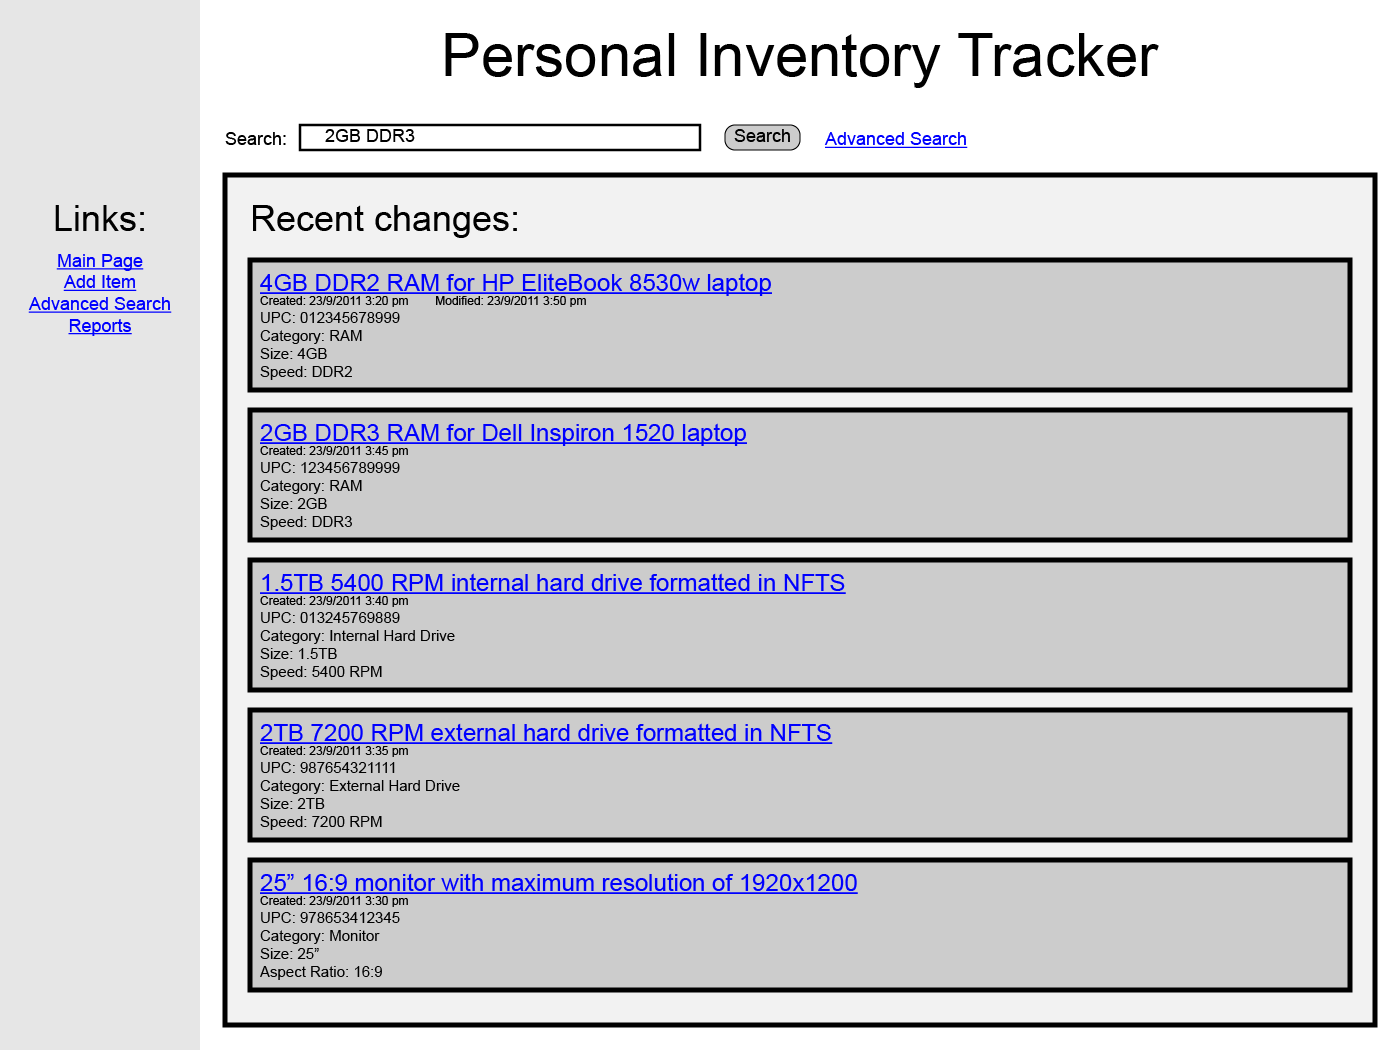 Personal Inventory Tracker
Search: 2GB DDR3 Search Advanced Search
Links:
Main Page
Add Item
Advanced Search
Reports
Recent changes:
4GB DDR2 RAM for HP EliteBook 8530w laptop
Created: 23/9/2011 3:20 pm Modified: 23/9/2011 3:50 pm
UPC: 012345678999
Category: RAM
Size: 4GB
Speed: DDR2
2GB DDR3 RAM for Dell Inspiron 1520 laptop
Created: 23/9/2011 3:45 pm
UPC: 123456789999
Category: RAM
Size: 2GB
Speed: DDR3
1.5TB 5400 RPM internal hard drive formatted in NFTS
Created: 23/9/2011 3:40 pm
UPC: 013245769889
Category: Internal Hard Drive
Size: 1.5TB
Speed: 5400 RPM
2TB 7200 RPM external hard drive formatted in NFTS
Created: 23/9/2011 3:35 pm
UPC: 987654321111
Category: External Hard Drive
Size: 2TB
Speed: 7200 RPM
25” 16:9 monitor with maximum resolution of 1920x1200
Created: 23/9/2011 3:30 pm
UPC: 978653412345
Category: Monitor
Size: 25”
Aspect Ratio: 16:9